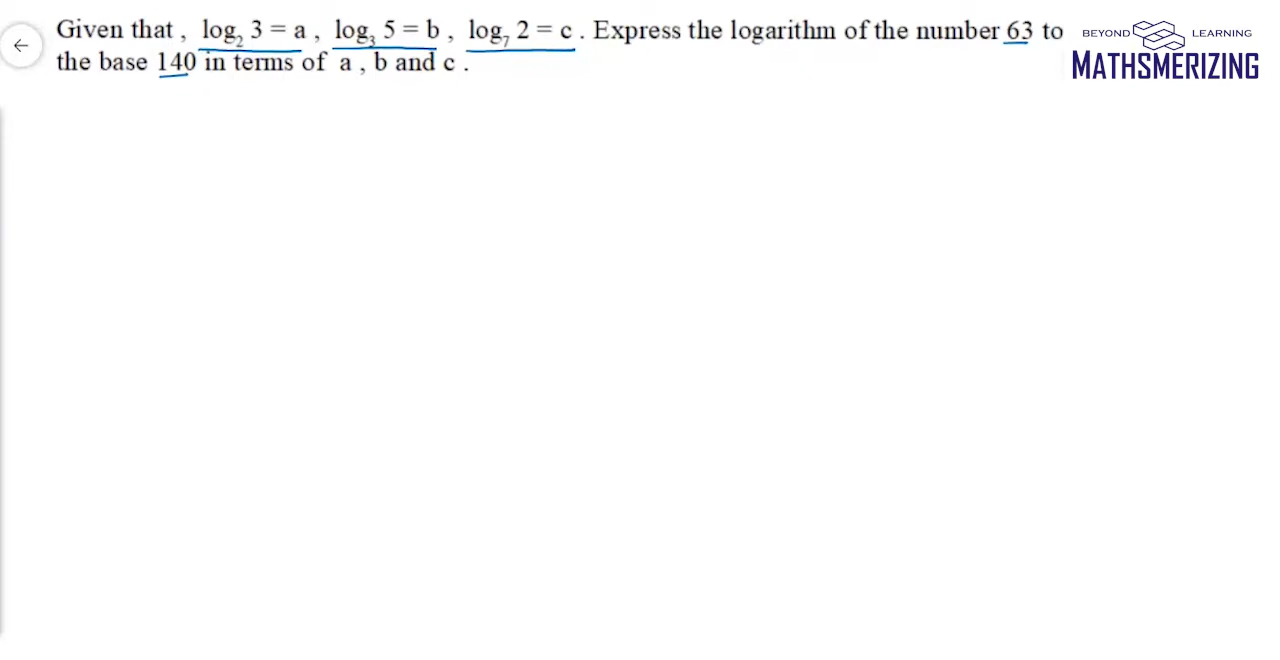 Given that , log₂ 3 = a , log₃ 5 = b , log₇ 2 = c . Express the logarithm of the number 63 to
the base 140 in terms of a , b and c .
BEYOND LEARNING
MATHSMERIZING